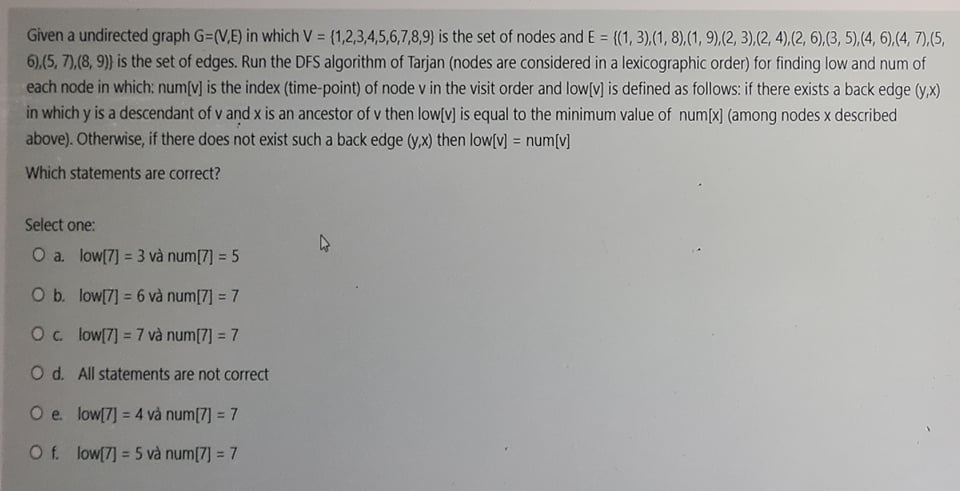 Given a undirected graph G=(V,E) in which V = {1,2,3,4,5,6,7,8,9} is the set of nodes and E = {(1, 3),(1, 8),(1, 9),(2, 3),(2, 4),(2, 6),(3, 5),(4, 6),(4, 7),(5,
6),(5, 7),(8, 9)} is the set of edges. Run the DFS algorithm of Tarjan (nodes are considered in a lexicographic order) for finding low and num of
each node in which: num[v] is the index (time-point) of node v in the visit order and low[v] is defined as follows: if there exists a back edge (y,x)
in which y is a descendant of v and x is an ancestor of v then low[v] is equal to the minimum value of num[x] (among nodes x described
above). Otherwise, if there does not exist such a back edge (y,x) then low[v] = num[v]
Which statements are correct?
Select one:
a. low[7] = 3 và num[7] = 5
b. low[7] = 6 và num[7] = 7
c. low[7] = 7 và num[7] = 7
d. All statements are not correct
e. low[7] = 4 và num[7] = 7
f. low[7] = 5 và num[7] = 7